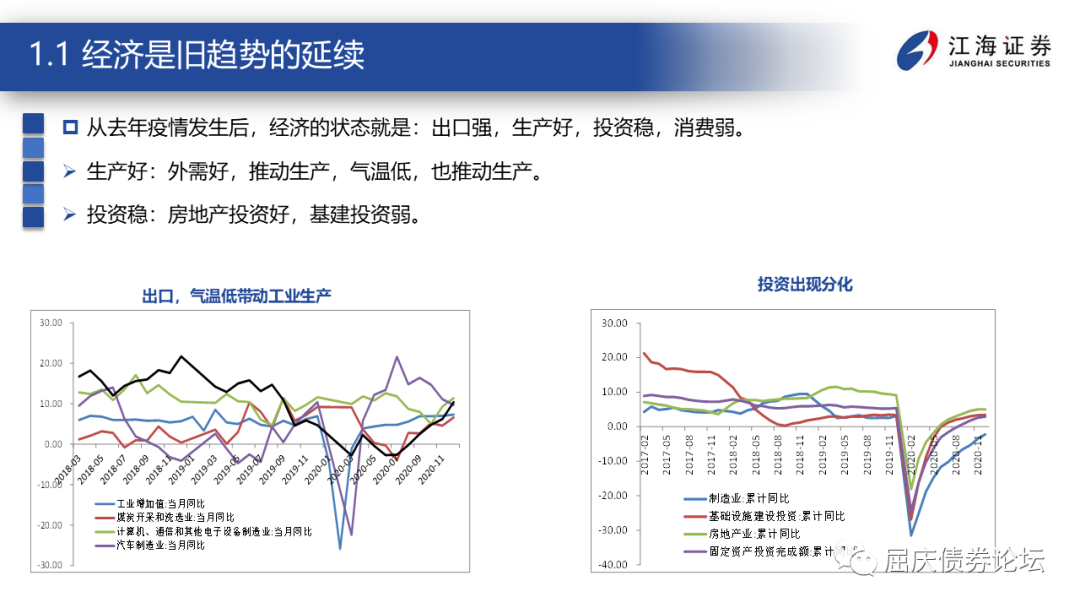 1.1 经济是旧趋势的延续
江海证券
JIANGHAI SECURITIES
从去年疫情发生后，经济的状态就是：出口强，生产好，投资稳，消费弱。
生产好：外需好，推动生产，气温低，也推动生产。
投资稳：房地产投资好，基建投资弱。
出口，气温低带动工业生产
30.00
20.00
10.00
0.00
-10.00
-20.00
-30.00
2018-03
2018-05
2018-07
2018-09
2018-11
2019-01
2019-03
2019-05
2019-07
2019-09
2019-11
2020-01
2020-03
2020-05
2020-07
2020-09
2020-11
工业增加值:当月同比
煤炭开采和洗选业:当月同比
计算机、通信和其他电子设备制造业:当月同比
汽车制造业:当月同比
投资出现分化
30.00
20.00
10.00
0.00
-10.00
-20.00
-30.00
-40.00
2017-02
2017-05
2017-08
2017-11
2018-02
2018-05
2018-08
2018-11
2019-02
2019-05
2019-08
2019-11
2020-02
2020-05
2020-08
2020-11
制造业:累计同比
基础设施建设投资:累计同比
房地产业:累计同比
固定资产投资完成额:累计
屈庆债券论坛